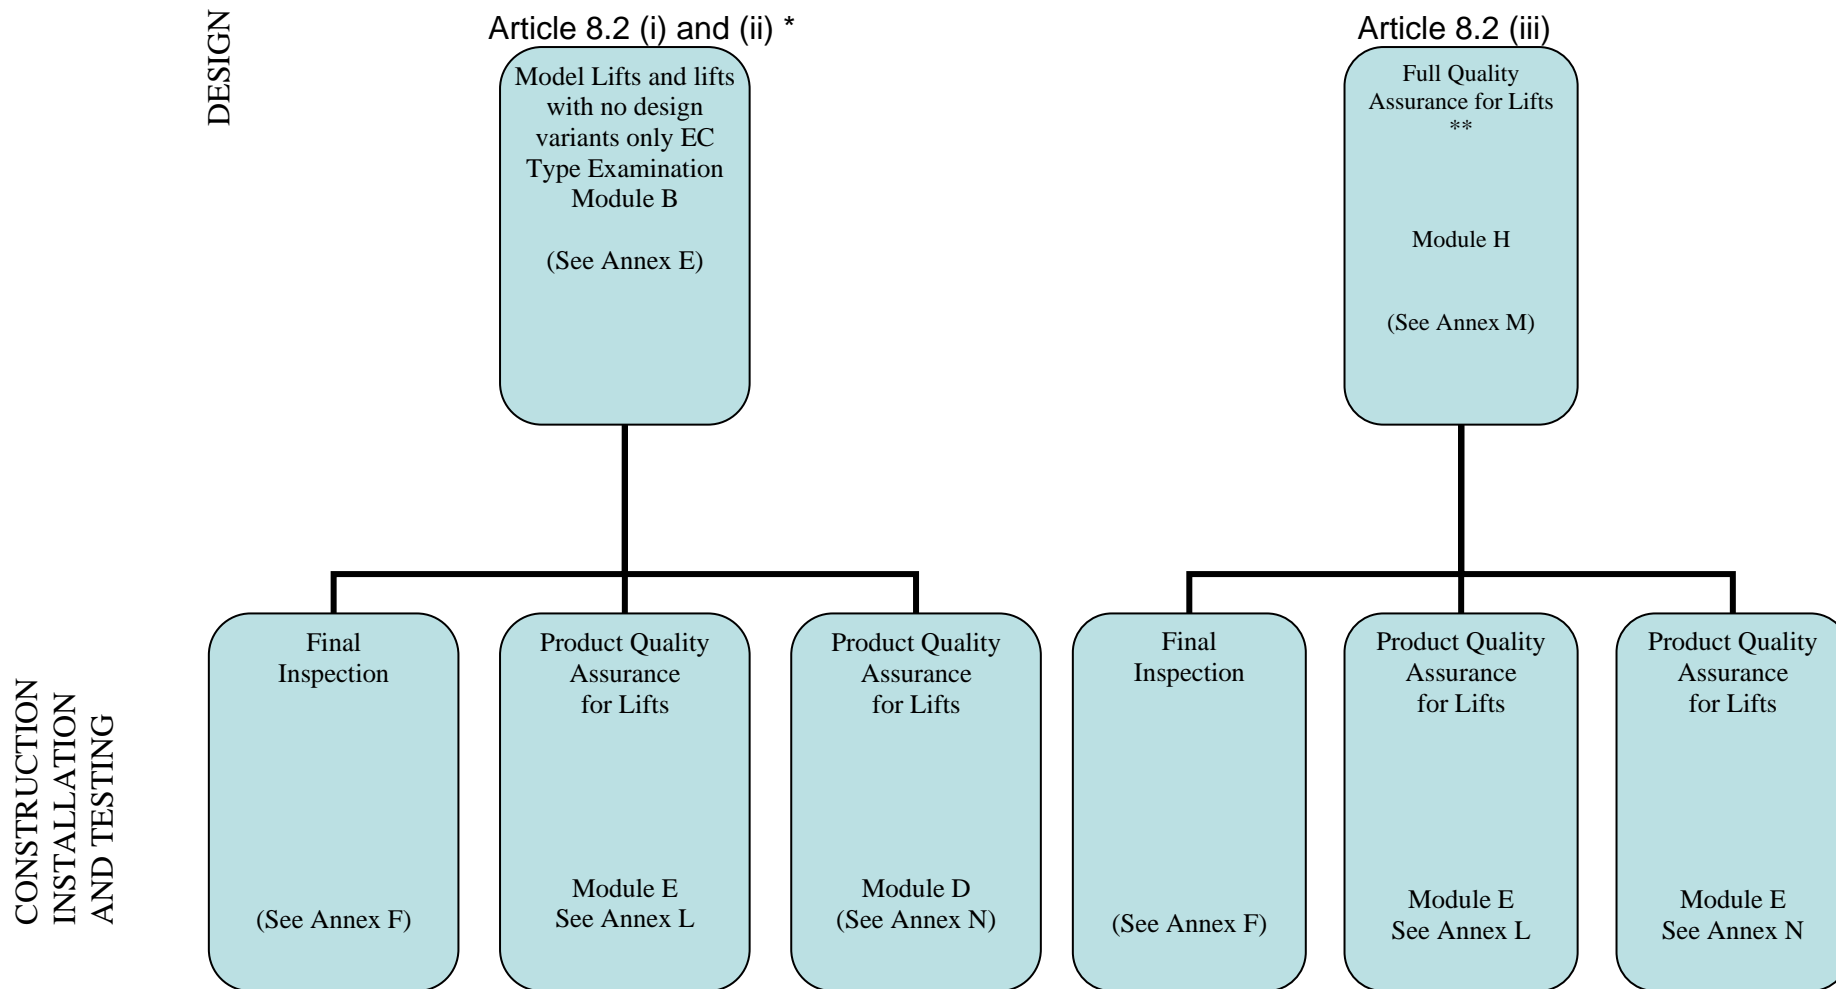 DESIGN
Article 8.2 (i) and (ii) *
Model Lifts and lifts
with no design
variants only EC
Type Examination
Module B
(See Annex E)
Article 8.2 (iii)
Full Quality
Assurance for Lifts
**
Module H
(See Annex M)
CONSTRUCTION
INSTALLATION
AND TESTING
Final
Inspection
(See Annex F)
Product Quality
Assurance
for Lifts
Module E
See Annex L
Product Quality
Assurance
for Lifts
Module D
(See Annex N)
Final
Inspection
(See Annex F)
Product Quality
Assurance
for Lifts
Module E
See Annex L
Product Quality
Assurance
for Lifts
Module E
See Annex N